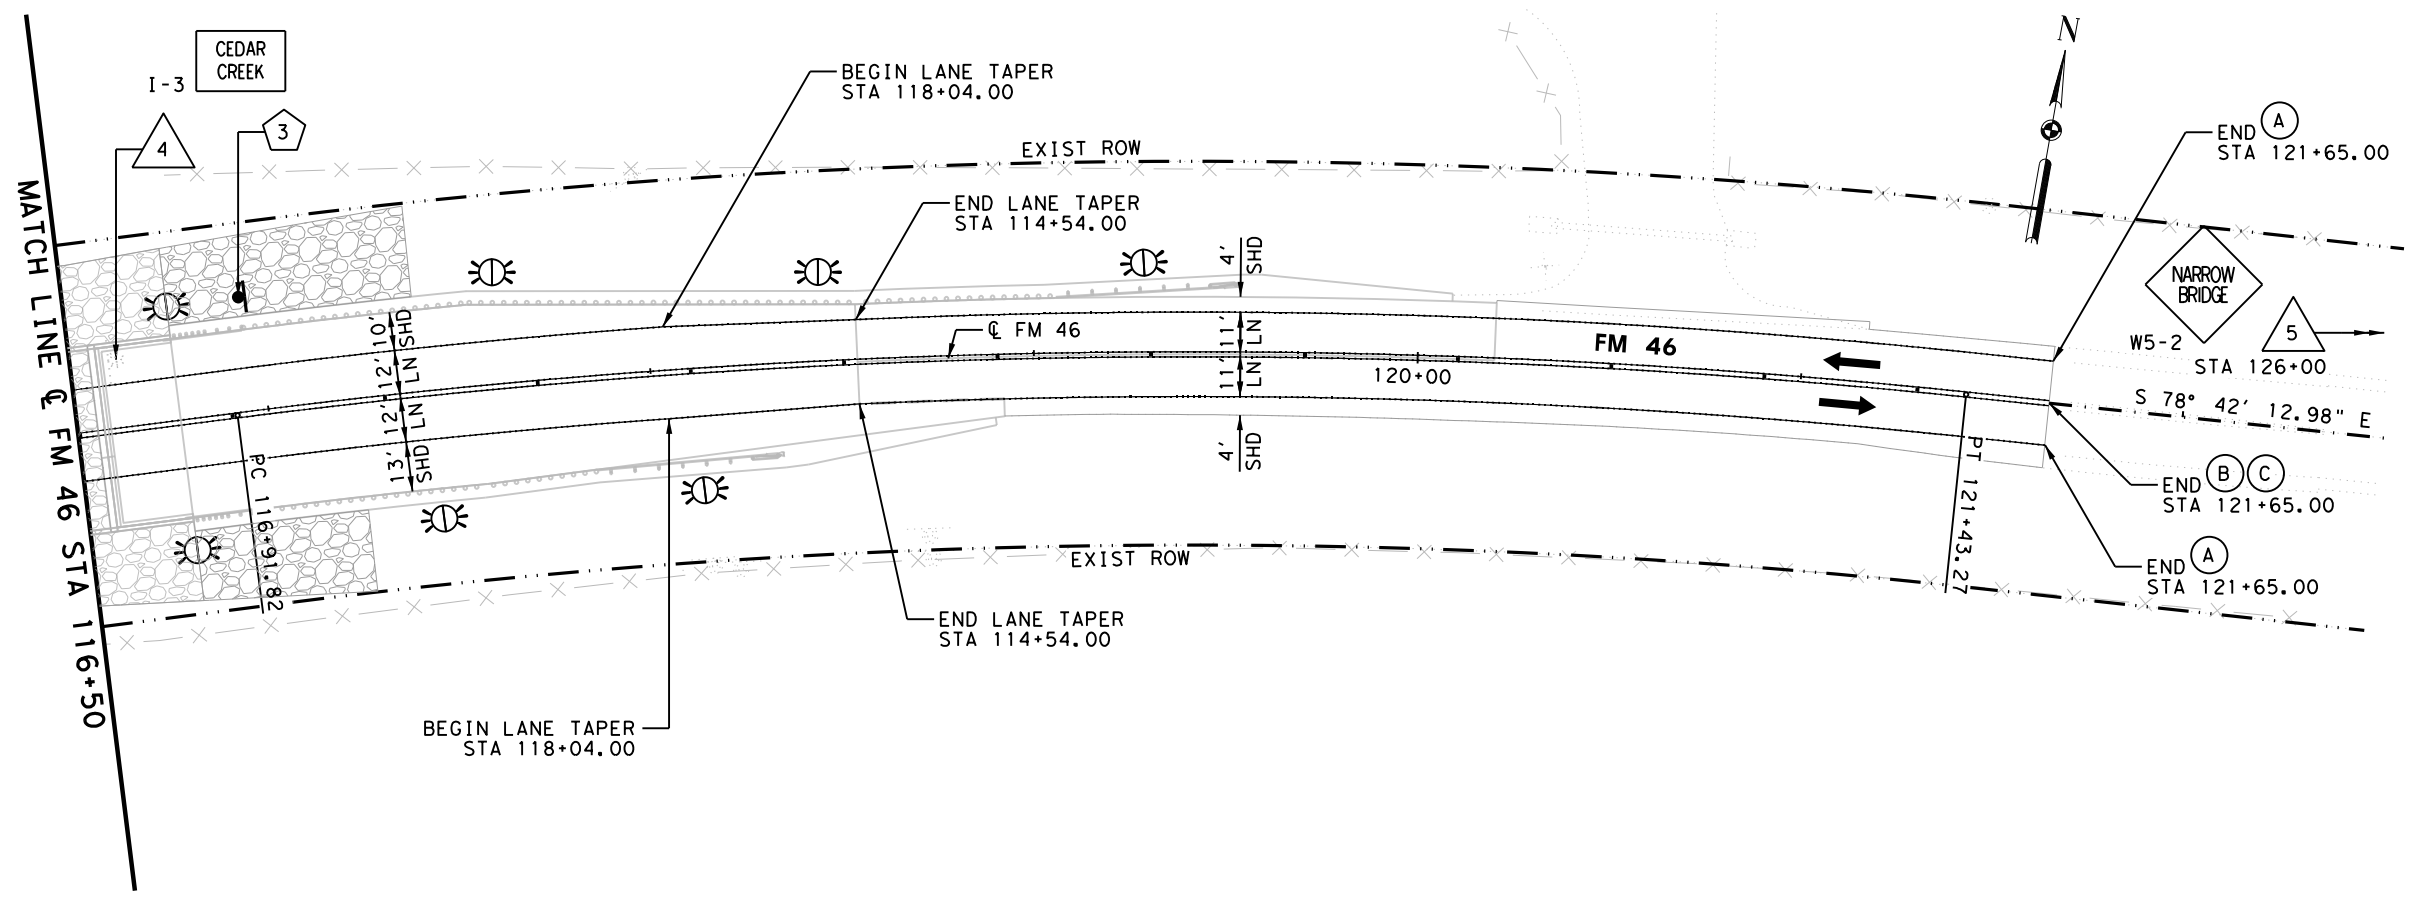 CEDAR
CREEK
I-3
4
3
MATCH LINE ℄ FM 46 STA 116+50
BEGIN LANE TAPER
STA 118+04.00
EXIST ROW
END LANE TAPER
STA 114+54.00
4' SHD
N
END A
STA 121+65.00
NARROW
BRIDGE
W5-2
5
STA 126+00
S 78° 42' 12.98" E
10' SHD
12' LN
12' LN
13' SHD
℄ FM 46
11' LN
11' LN
4' SHD
FM 46
120+00
PC 116+91.82
PT 121+43.27
END B C
STA 121+65.00
END A
STA 121+65.00
EXIST ROW
END LANE TAPER
STA 114+54.00
BEGIN LANE TAPER
STA 118+04.00